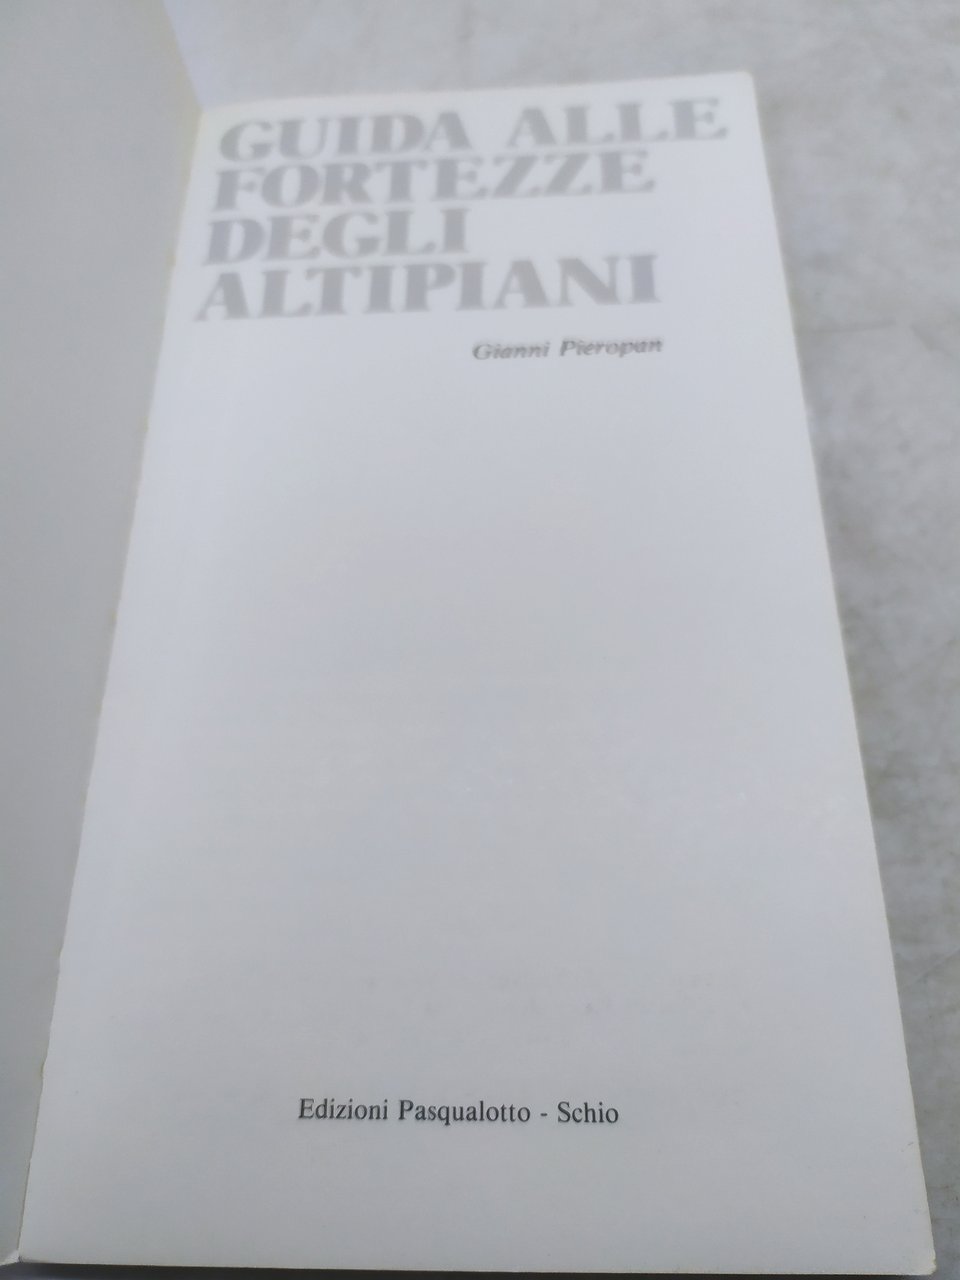 GUIDA ALLE
FORTEZZE
DEGLI
ALTIPIANI
Gianni Pieropan
Edizioni Pasqualotto - Schio